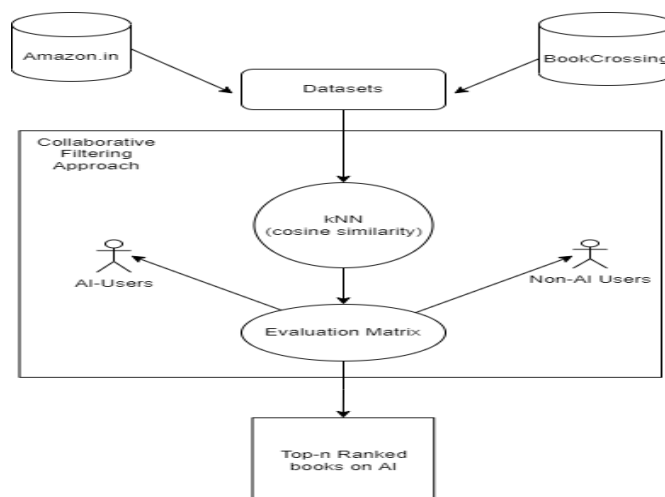 Amazon.in
BookCrossing
Datasets
Collaborative
Filtering
Approach
kNN
(cosine similarity)
AI-Users
Non-AI Users
Evaluation Matrix
Top-n Ranked
books on AI